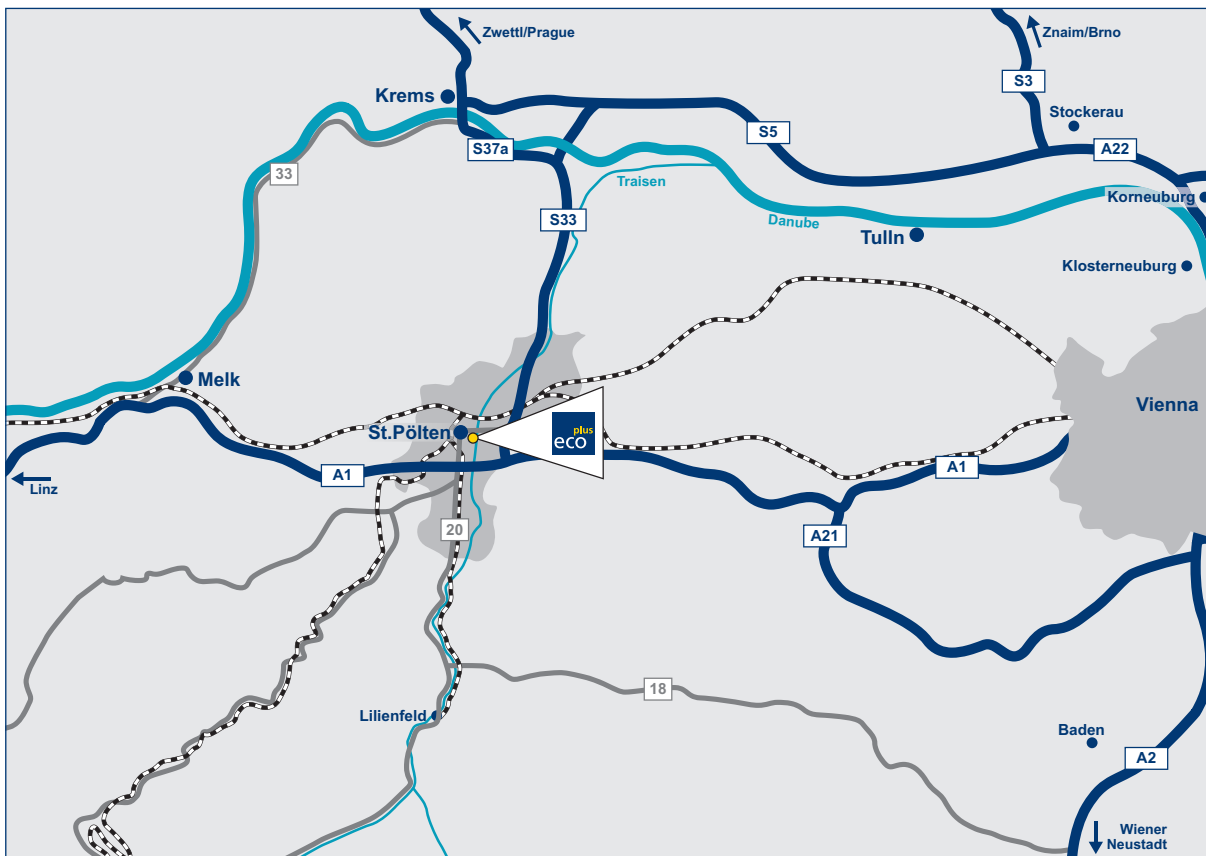 Zwettl/Prague
Znaim/Brno
S3
Krems
Stockerau
S5
S37a
A22
33
Traisen
Korneuburg
S33
Danube
Tulln
Klosterneuburg
Melk
Vienna
plus
eco
St.Pölten
A1
A1
Linz
20
A21
18
Lilienfeld
Baden
A2
Wiener
Neustadt